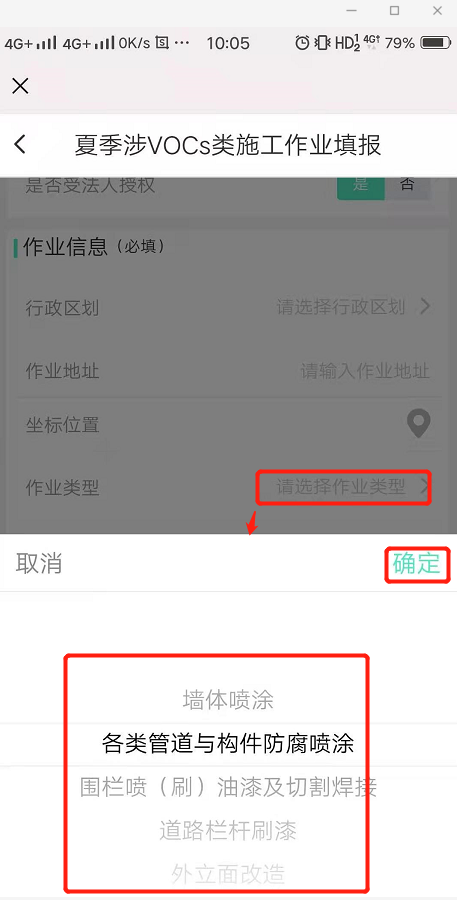 4G+ 4G+ 0K/s ··· 10:05 HD1 2 4G↑ 79%
夏季涉VOCs类施工作业填报
是否受法人授权 是 否
作业信息（必填）
行政区划 请选择行政区划
作业地址 请输入作业地址
坐标位置
作业类型 请选择作业类型
取消 确定
墙体喷涂
各类管道与构件防腐喷涂
围栏喷（刷）油漆及切割焊接
道路栏杆刷漆
外立面改造